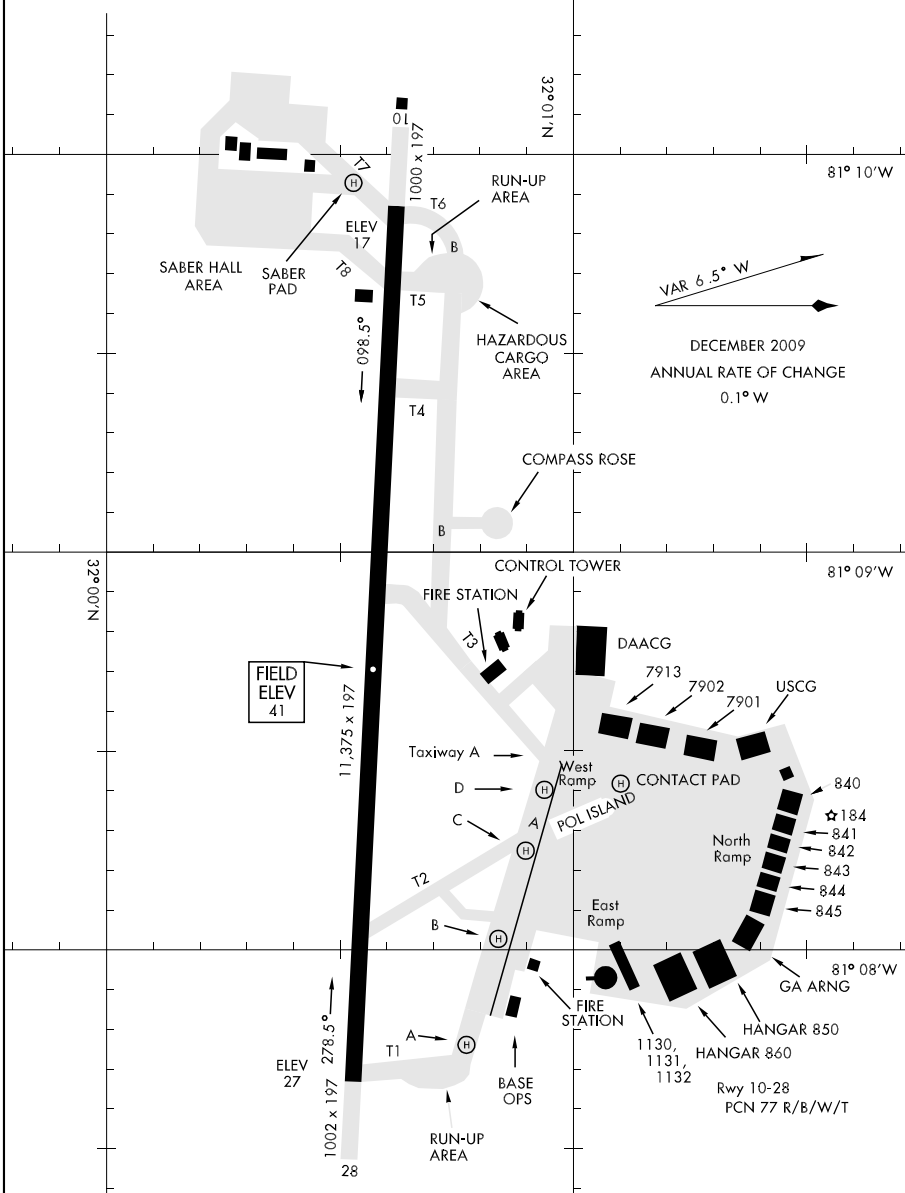 32°01'N
10
1000 x 197
81° 10'W
T7
RUN-UP
AREA
T6
ELEV
17
B
SABER HALL
AREA
SABER
PAD
T8
T5
VAR 6.5° W
098.5°
HAZARDOUS
CARGO
AREA
DECEMBER 2009
ANNUAL RATE OF CHANGE
0.1° W
T4
COMPASS ROSE
B
32°00'N
CONTROL TOWER
81° 09'W
FIRE STATION
T3
DAACG
FIELD
ELEV
41
7913
7902
7901
USCG
11,375 x 197
Taxiway A
West
Ramp
CONTACT PAD
D
H
H
H
840
POL ISLAND
A
C
H
184
841
North
Ramp
842
843
844
845
T2
East
Ramp
B
H
81° 08'W
GA ARNG
FIRE
STATION
278.5°
HANGAR 850
A
H
T1
1130,
1131,
1132
HANGAR 860
ELEV
27
BASE
OPS
Rwy 10-28
PCN 77 R/B/W/T
1002 x 197
RUN-UP
AREA
28